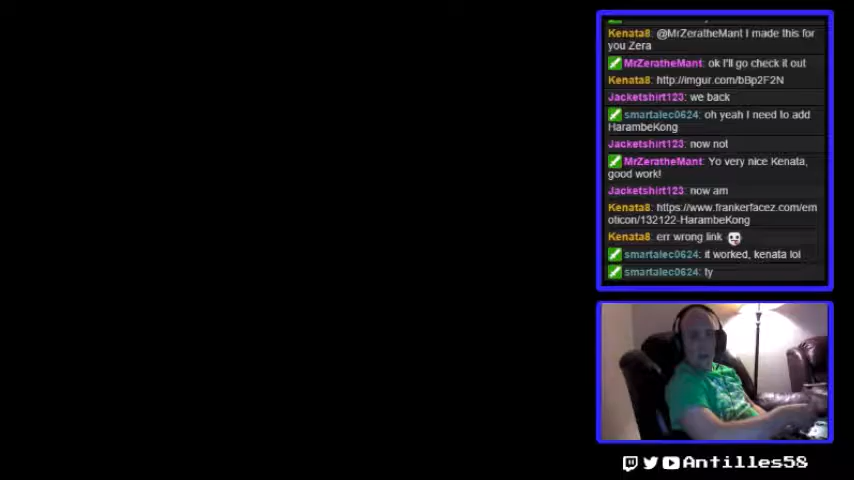 Kenata8: @MrZeratheMant I made this for
you Zera
MrZeratheMant: ok I'll go check it out
Kenata8: http://imgur.com/bBp2F2N
Jacketshirt123: we back
smartalec0624: oh yeah I need to add
HarambeKong
Jacketshirt123: now not
MrZeratheMant: Yo very nice Kenata,
good work!
Jacketshirt123: now am
Kenata8: https://www.frankerfacez.com/em
oticon/132122-HarambeKong
Kenata8: err wrong link
smartalec0624: it worked, kenata lol
smartalec0624: ty
Antilles58